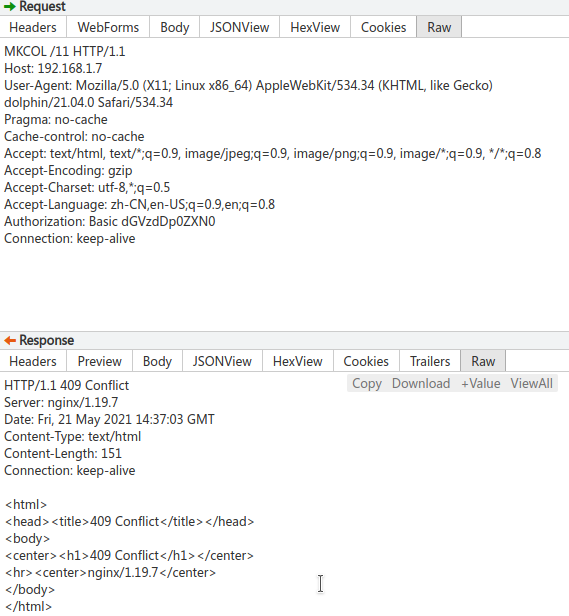 Request
Headers WebForms Body JSONView HexView Cookies Raw
MKCOL /11 HTTP/1.1
Host: 192.168.1.7
User-Agent: Mozilla/5.0 (X11; Linux x86_64) AppleWebKit/534.34 (KHTML, like Gecko)
dolphin/21.04.0 Safari/534.34
Pragma: no-cache
Cache-control: no-cache
Accept: text/html, text/*;q=0.9, image/jpeg;q=0.9, image/png;q=0.9, image/*;q=0.9, */*;q=0.8
Accept-Encoding: gzip
Accept-Charset: utf-8,*;q=0.5
Accept-Language: zh-CN,en-US;q=0.9,en;q=0.8
Authorization: Basic dGVzdDp0ZXN0
Connection: keep-alive
Response
Headers Preview Body JSONView HexView Cookies Trailers Raw
HTTP/1.1 409 Conflict
Copy Download +Value ViewAll
Server: nginx/1.19.7
Date: Fri, 21 May 2021 14:37:03 GMT
Content-Type: text/html
Content-Length: 151
Connection: keep-alive
<html>
<head><title>409 Conflict</title></head>
<body>
<center><h1>409 Conflict</h1></center>
<hr><center>nginx/1.19.7</center>
</body>
</html>